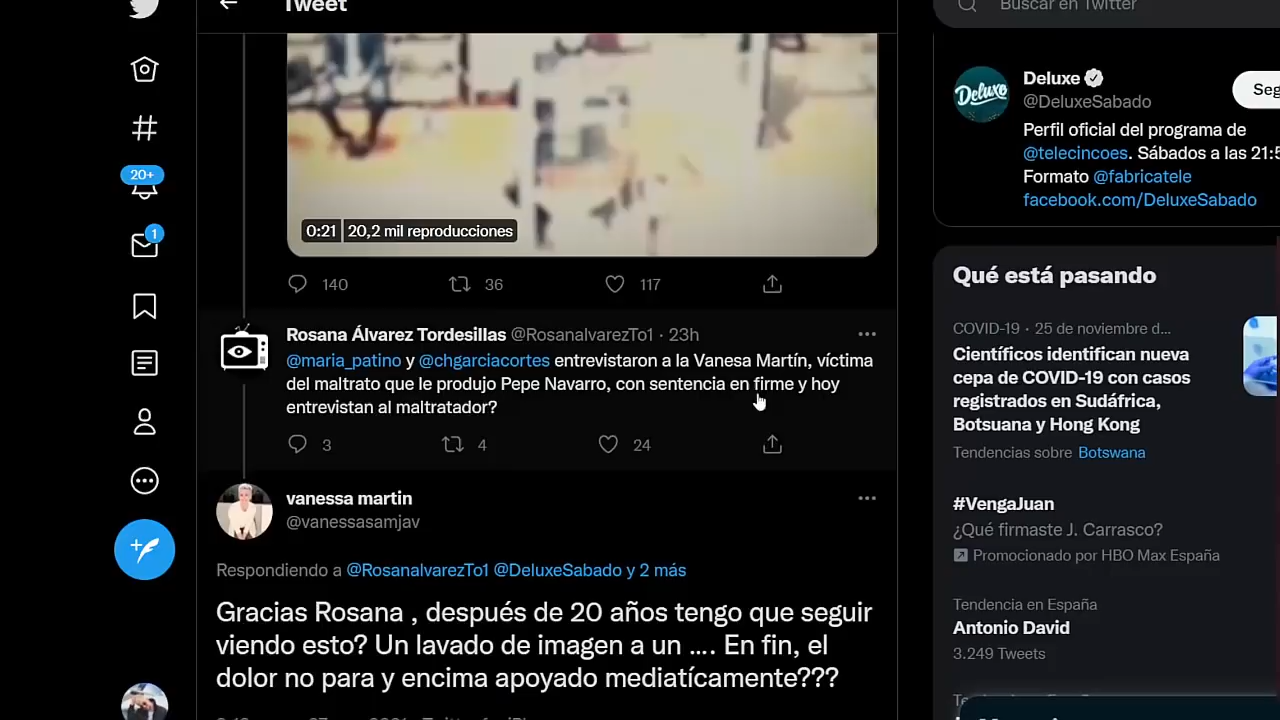 Tweet
Buscar en Twitter
20+
1
0:21 20,2 mil reproducciones
140 36 117
Rosana Álvarez Tordesillas @RosanalvarezTo1 · 23h
@maria_patino y @chgarciacortes entrevistaron a la Vanesa Martín, víctima
del maltrato que le produjo Pepe Navarro, con sentencia en firme y hoy
entrevistan al maltratador?
3 4 24
vanessa martin
@vanessasamjav
Respondiendo a @RosanalvarezTo1 @DeluxeSabado y 2 más
Gracias Rosana , después de 20 años tengo que seguir
viendo esto? Un lavado de imagen a un .... En fin, el
dolor no para y encima apoyado mediatícamente???
Deluxe
Deluxe
@DeluxeSabado
Seg
Perfil oficial del programa de
@telecincoes. Sábados a las 21:5
Formato @fabricatele
facebook.com/DeluxeSabado
Qué está pasando
COVID-19 · 25 de noviembre d...
Científicos identifican nueva
cepa de COVID-19 con casos
registrados en Sudáfrica,
Botsuana y Hong Kong
Tendencias sobre Botswana
#VengaJuan
¿Qué firmaste J. Carrasco?
Promocionado por HBO Max España
Tendencia en España
Antonio David
3.249 Tweets